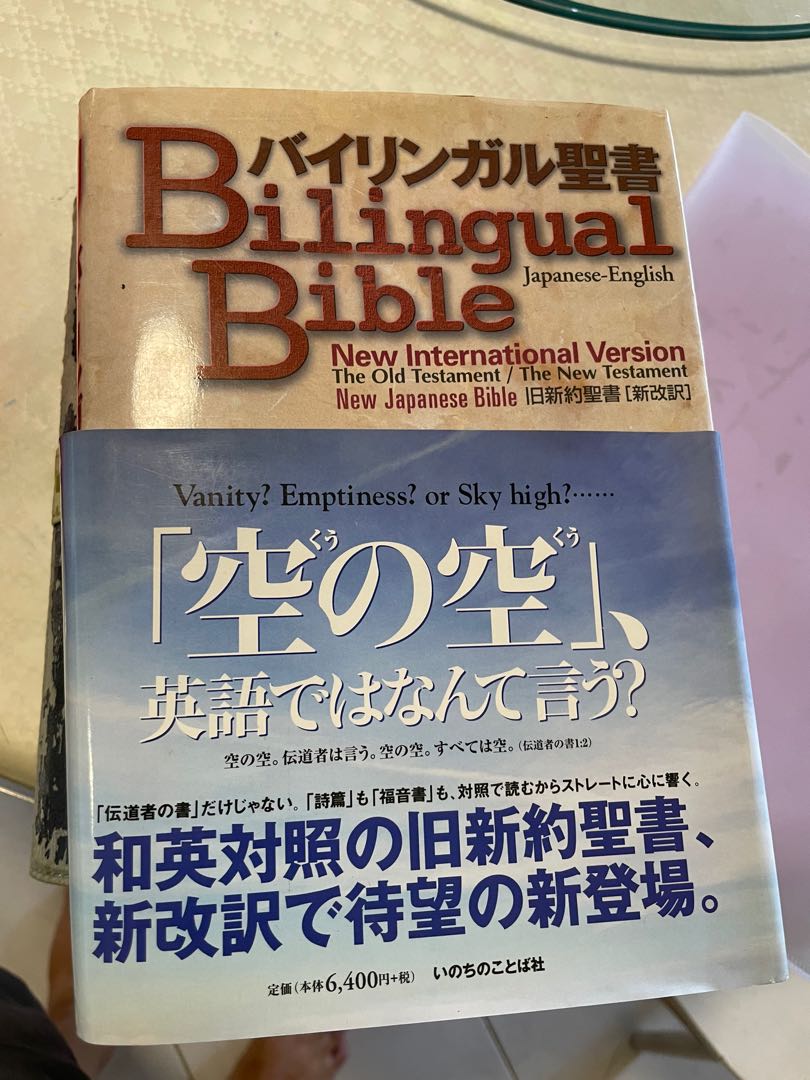 バイリンガル聖書
Bilingual
Bible
Japanese-English
New International Version
The Old Testament / The New Testament
New Japanese Bible 旧新約聖書[新改訳]
Vanity? Emptiness? or Sky high?⋯⋯
くう くう
「空の空」、
英語ではなんて言う?
空の空。伝道者は言う。空の空。すべては空。(伝道者の書1:2)
「伝道者の書」だけじゃない。「詩篇」も「福音書」も、対照で読むからストレートに心に響く。
和英対照の旧新約聖書、
新改訳で待望の新登場。
定価(本体6,400円+税) いのちのことば社